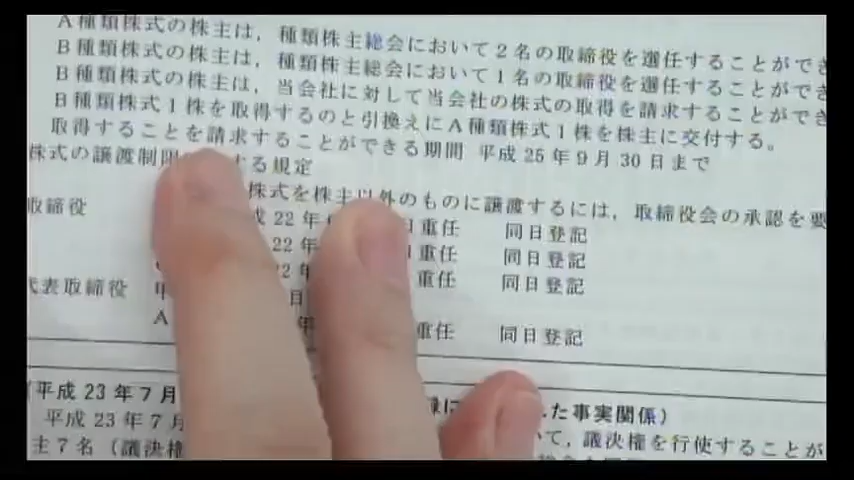 A種類株式の株主は，種類株主総会において2名の取締役を選任することができ
B種類株式の株主は，種類株主総会において1名の取締役を選任することができ
B種類株式の株主は，当会社に対して当会社の株式の取得を請求することができ
B種類株式1株を取得するのと引換えにA種類株式1株を株主に交付する。
取得することを請求することができる期間 平成25年9月30日まで
株式の譲渡制限 する規定
株式を株主以外のものに譲渡するには，取締役会の承認を要
取締役 22年 重任 同日登記
22年 重任 同日登記
22年 重任 同日登記
代表取締役 日
A 年 重任 同日登記
(平成23年7月 た事実関係)
平成23年7月 いて，議決権を行使することが
主7名（議決権